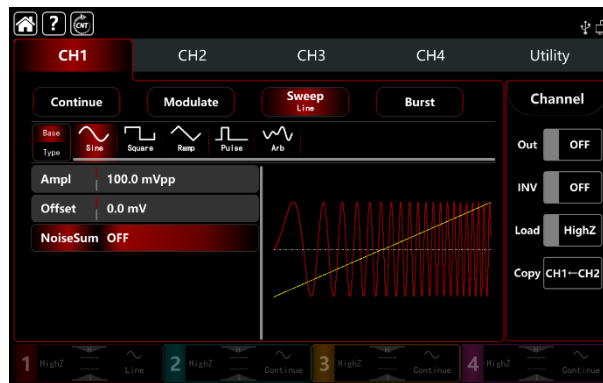 ? CNT
CH1 CH2 CH3 CH4 Utility
Continue Modulate Sweep Burst Channel
Line
Base
Type Sine Square Ramp Pulse Arb
Out OFF
Ampl 100.0 mVpp
INV OFF
Offset 0.0 mV
Load HighZ
NoiseSum OFF
Copy CH1←CH2
1 HighZ Line 2 HighZ Continue 3 HighZ Continue 4 HighZ Continue